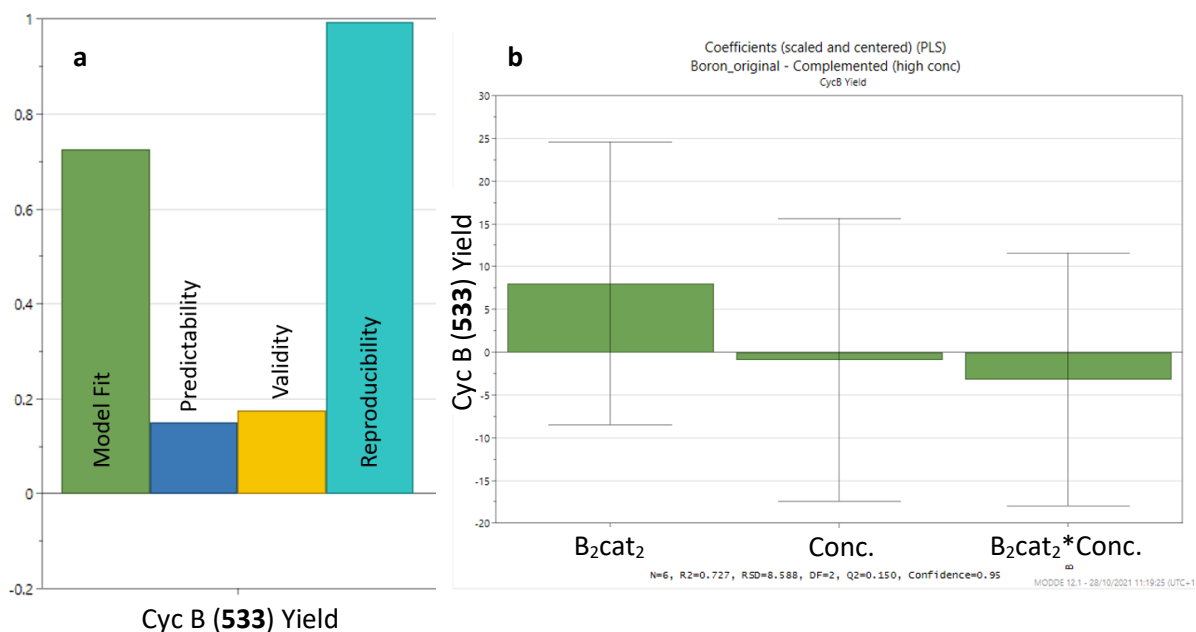 a
1
0.8
0.6
0.4
0.2
0
-0.2
Model Fit
Predictability
Validity
Reproducibility
Cyc B (533) Yield
b
Coefficients (scaled and centered) (PLS)
Boron_original - Complemented (high conc)
CycB Yield
30
25
20
15
10
5
0
-5
-10
-15
-20
Cyc B (533) Yield
B₂cat₂
Conc.
B₂cat₂*Conc.
N=6, R2=0.727, RSD=8.588, DF=2, Q2=0.150, Confidence=0.95
MODDE 12.1 - 28/10/2021 11:19:25 (UTC+1